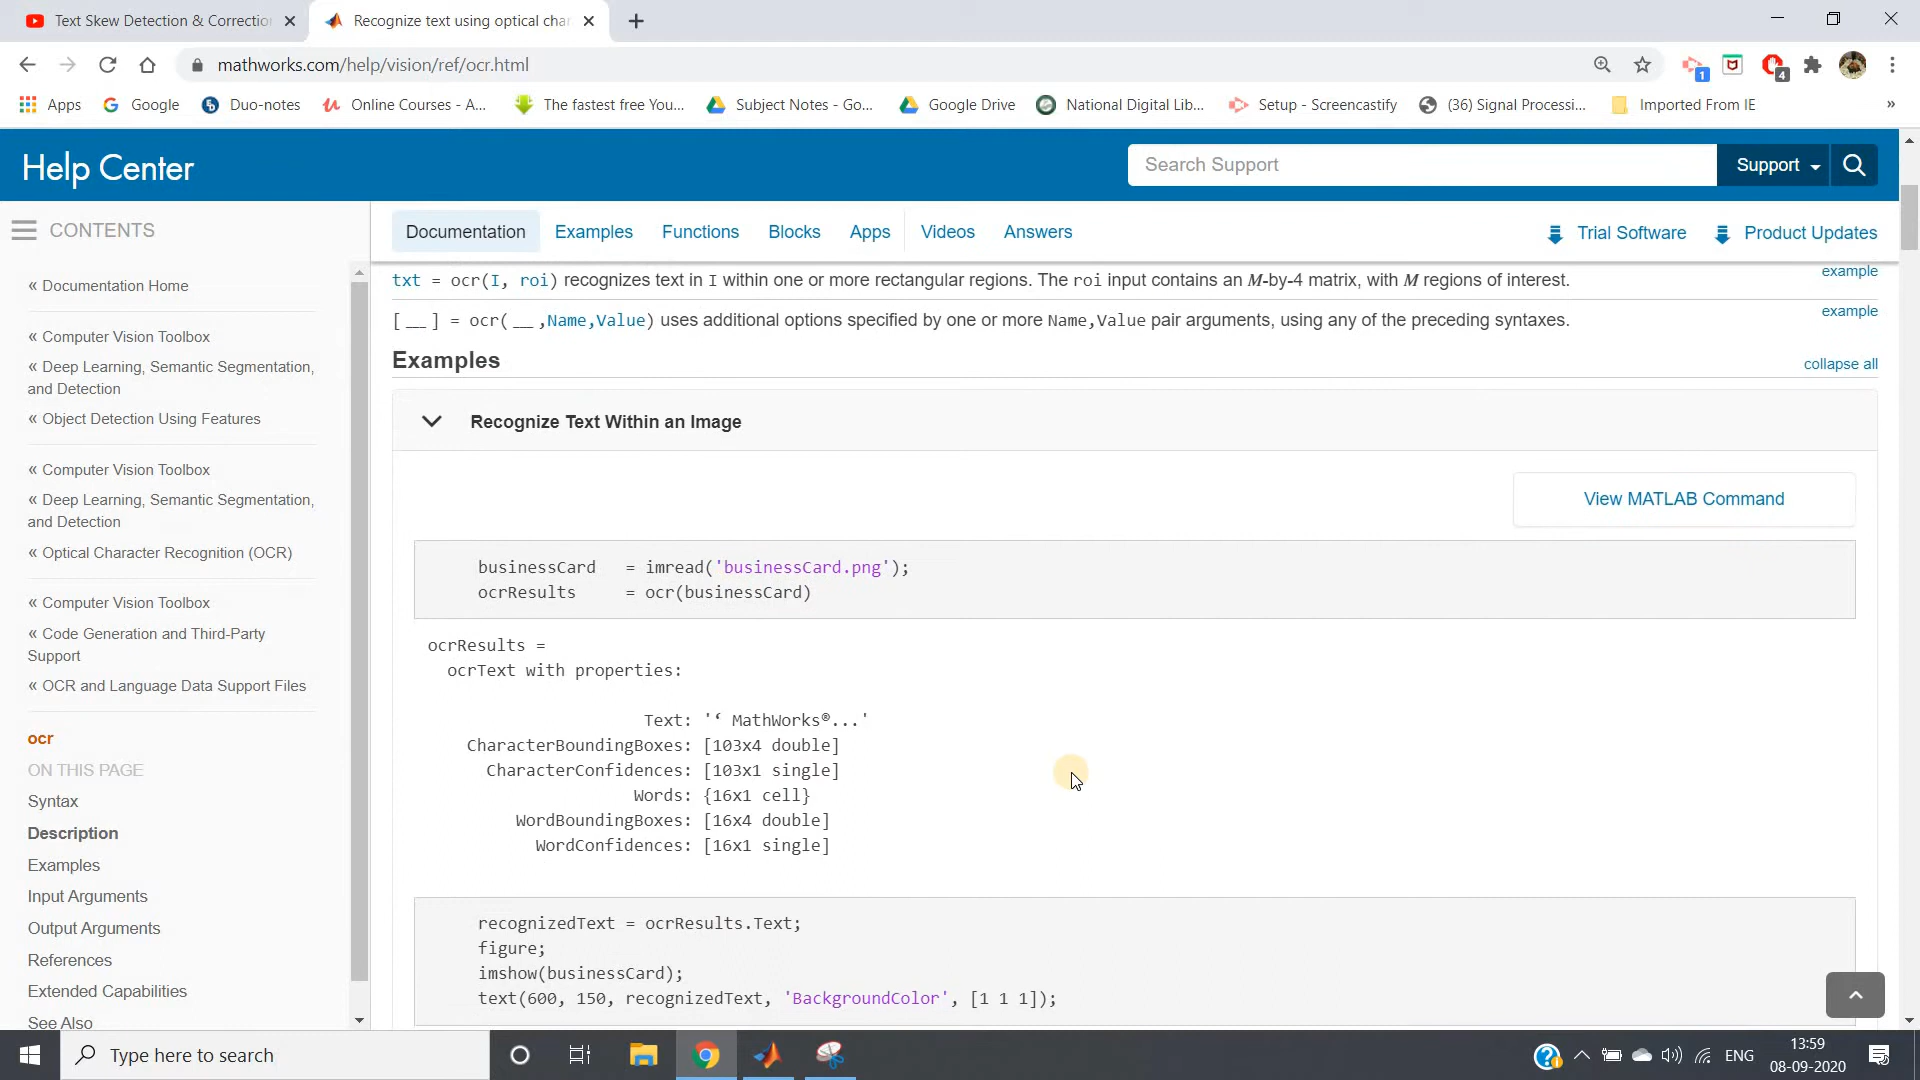 Text Skew Detection & Correctio
Recognize text using optical cha
mathworks.com/help/vision/ref/ocr.html
1
4
Apps
Google
Duo-notes
Online Courses - A...
The fastest free You...
Subject Notes - Go...
Google Drive
National Digital Lib...
Setup - Screencastify
(36) Signal Processi...
Imported From IE
»
Help Center
Search Support
Support
CONTENTS
Documentation
Examples
Functions
Blocks
Apps
Videos
Answers
Trial Software
Product Updates
« Documentation Home
« Computer Vision Toolbox
« Deep Learning, Semantic Segmentation,
and Detection
« Object Detection Using Features
« Computer Vision Toolbox
« Deep Learning, Semantic Segmentation,
and Detection
« Optical Character Recognition (OCR)
« Computer Vision Toolbox
« Code Generation and Third-Party
Support
« OCR and Language Data Support Files
ocr
ON THIS PAGE
Syntax
Description
Examples
Input Arguments
Output Arguments
References
Extended Capabilities
See Also
txt = ocr(I, roi) recognizes text in I within one or more rectangular regions. The roi input contains an M-by-4 matrix, with M regions of interest.
example
[ __ ] = ocr( __ ,Name,Value) uses additional options specified by one or more Name,Value pair arguments, using any of the preceding syntaxes.
example
Examples
collapse all
Recognize Text Within an Image
View MATLAB Command
businessCard   = imread('businessCard.png');
ocrResults     = ocr(businessCard)
ocrResults =
ocrText with properties:
Text: '‘ MathWorks®...'
CharacterBoundingBoxes: [103x4 double]
CharacterConfidences: [103x1 single]
Words: {16x1 cell}
WordBoundingBoxes: [16x4 double]
WordConfidences: [16x1 single]
recognizedText = ocrResults.Text;
figure;
imshow(businessCard);
text(600, 150, recognizedText, 'BackgroundColor', [1 1 1]);
Type here to search
ENG
13:59
08-09-2020